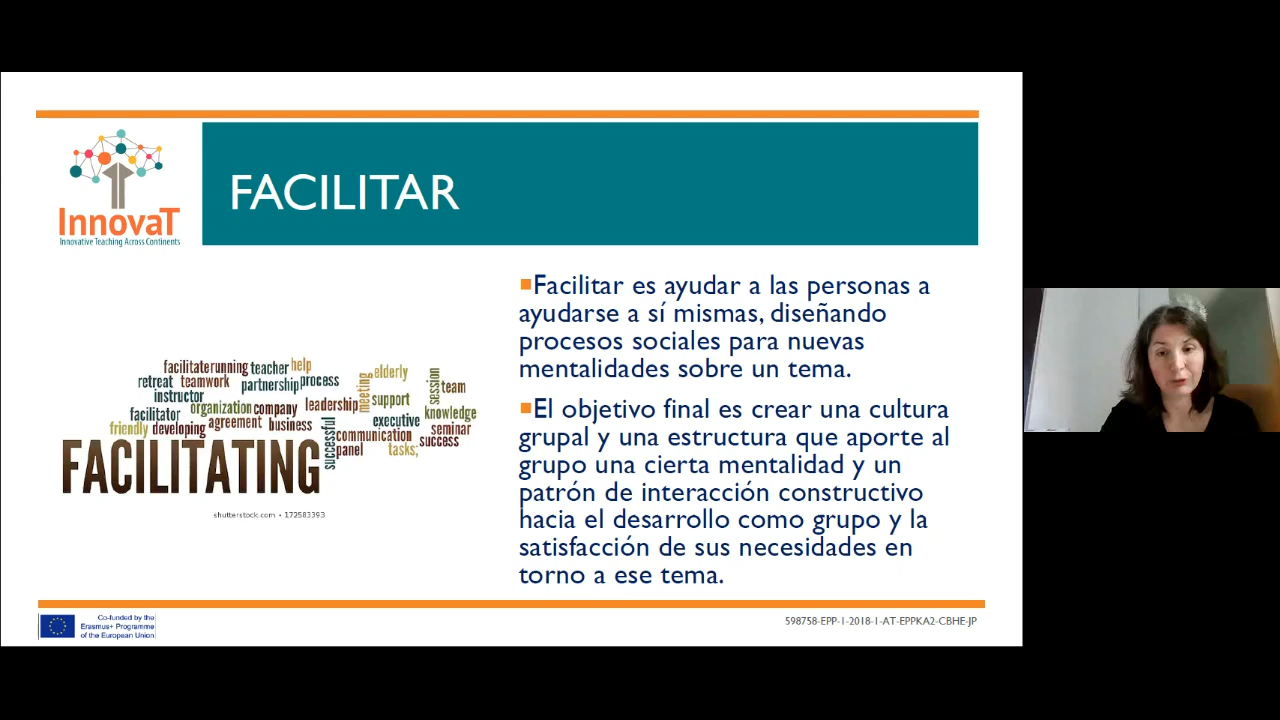 InnovaT
Innovative Teaching Across Continents
FACILITAR
facilitate running teacher help
retreat teamwork partnership process
instructor
facilitator organization company leadership
friendly developing agreement business
meeting elderly
support
session team
executive knowledge
successful communication seminar
panel tasks; success
FACILITATING
shutterstock.com • 172583393
▪Facilitar es ayudar a las personas a
ayudarse a sí mismas, diseñando
procesos sociales para nuevas
mentalidades sobre un tema.
▪El objetivo final es crear una cultura
grupal y una estructura que aporte al
grupo una cierta mentalidad y un
patrón de interacción constructivo
hacia el desarrollo como grupo y la
satisfacción de sus necesidades en
torno a ese tema.
Co-funded by the
Erasmus+ Programme
of the European Union
598758-EPP-1-2018-1-AT-EPPKA2-CBHE-JP